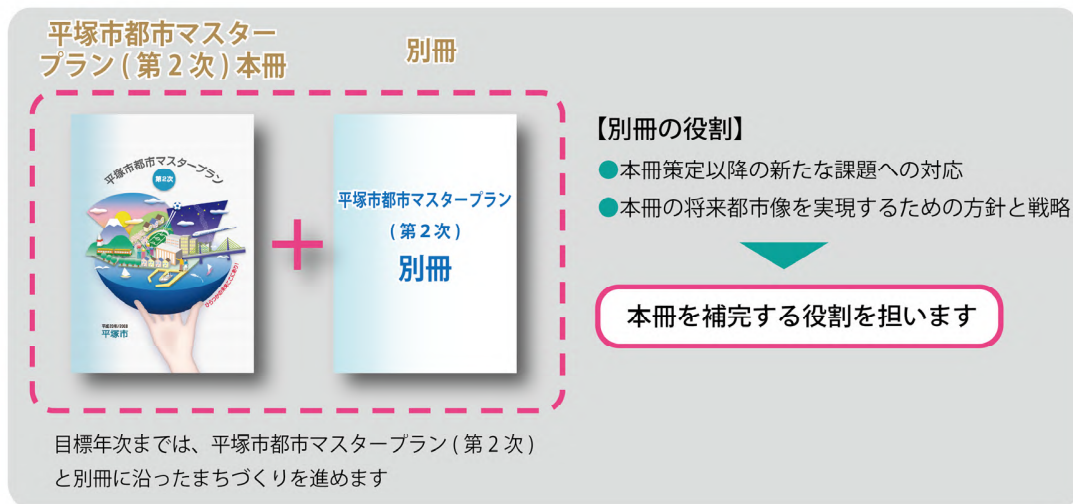 平塚市都市マスター
プラン(第2次)本冊
別冊
平塚市都市マスタープラン
第2次
平塚市
平塚市都市マスタープラン
(第2次)
別冊
【別冊の役割】
●本冊策定以降の新たな課題への対応
●本冊の将来都市像を実現するための方針と戦略
本冊を補完する役割を担います
目標年次までは、平塚市都市マスタープラン(第2次)
と別冊に沿ったまちづくりを進めます